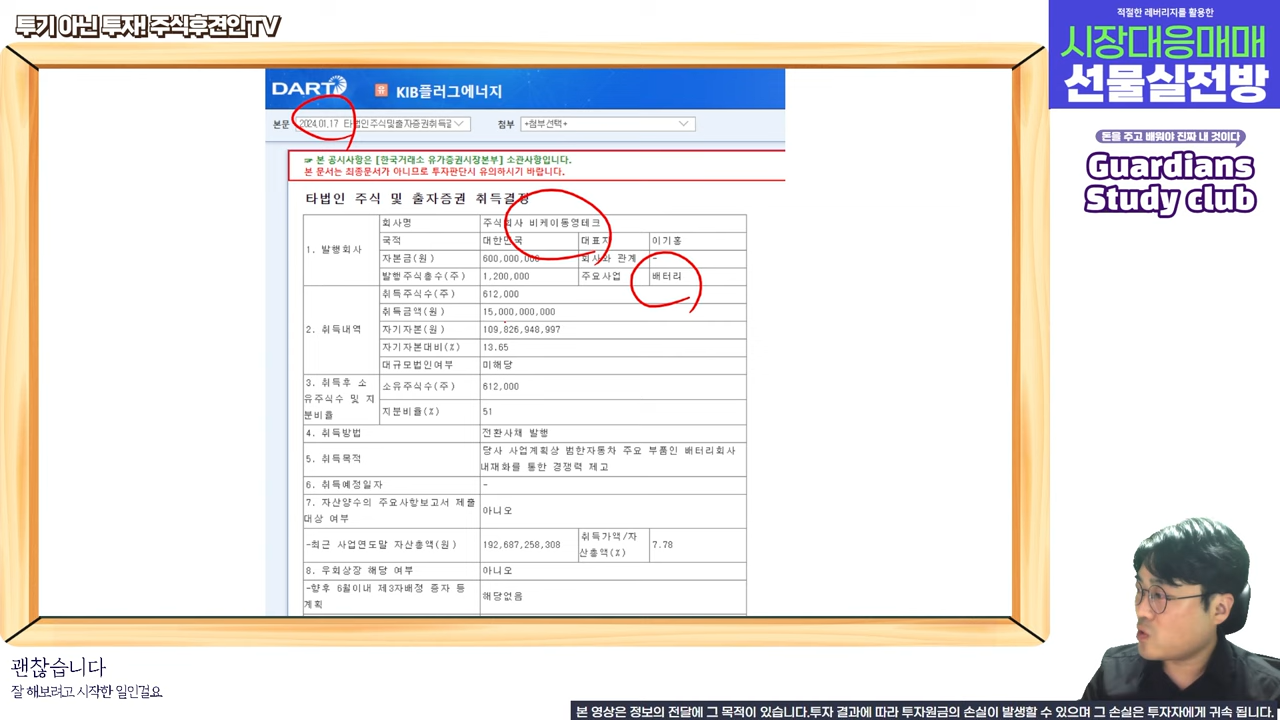 투기 아닌 투자! 주식후견인TV
적절한 레버리지를 활용한
시장대응매매
선물실전방
돈을 주고 배워야 진짜 내 것이다
Guardians
Study club
DART 유 KIB플러그에너지
본문 2024.01.17 타법인주식및출자증권취득결 첨부 +첨부선택+
☞ 본 공시사항은 [한국거래소 유가증권시장본부] 소관사항입니다.
본 문서는 최종문서가 아니므로 투자판단시 유의하시기 바랍니다.
타법인 주식 및 출자증권 취득결정
1. 발행회사 회사명 주식회사 비케이동영테크
국적 대한민국 대표자 이기홍
자본금(원) 600,000,000 회사와 관계 -
발행주식총수(주) 1,200,000 주요사업 배터리
2. 취득내역 취득주식수(주) 612,000
취득금액(원) 15,000,000,000
자기자본(원) 109,826,948,997
자기자본대비(%) 13.65
대규모법인여부 미해당
3. 취득후 소
유주식수 및 지
분비율
소유주식수(주) 612,000
지분비율(%) 51
4. 취득방법 전환사채 발행
5. 취득목적 당사 사업계획상 범한자동차 주요 부품인 배터리회사
내재화를 통한 경쟁력 제고
6. 취득예정일자 -
7. 자산양수의 주요사항보고서 제출
대상 여부 아니오
-최근 사업연도말 자산총액(원) 192,687,258,308 취득가액/자
산총액(%) 7.78
8. 우회상장 해당 여부 아니오
-향후 6월이내 제3자배정 증자 등
계획 해당없음
괜찮습니다
잘 해보려고 시작한 일인걸요
본 영상은 정보의 전달에 그 목적이 있습니다.투자 결과에 따라 투자원금의 손실이 발생할 수 있으며 그 손실은 투자자에게 귀속 됩니다.